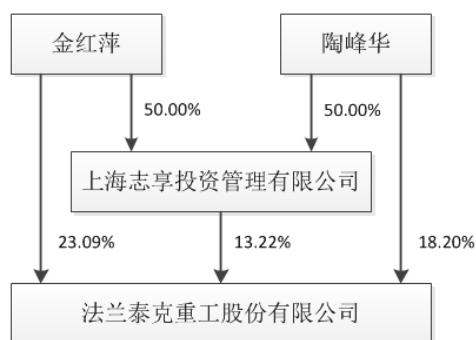 金红萍
陶峰华
50.00%
50.00%
上海志享投资管理有限公司
23.09%
13.22%
18.20%
法兰泰克重工股份有限公司